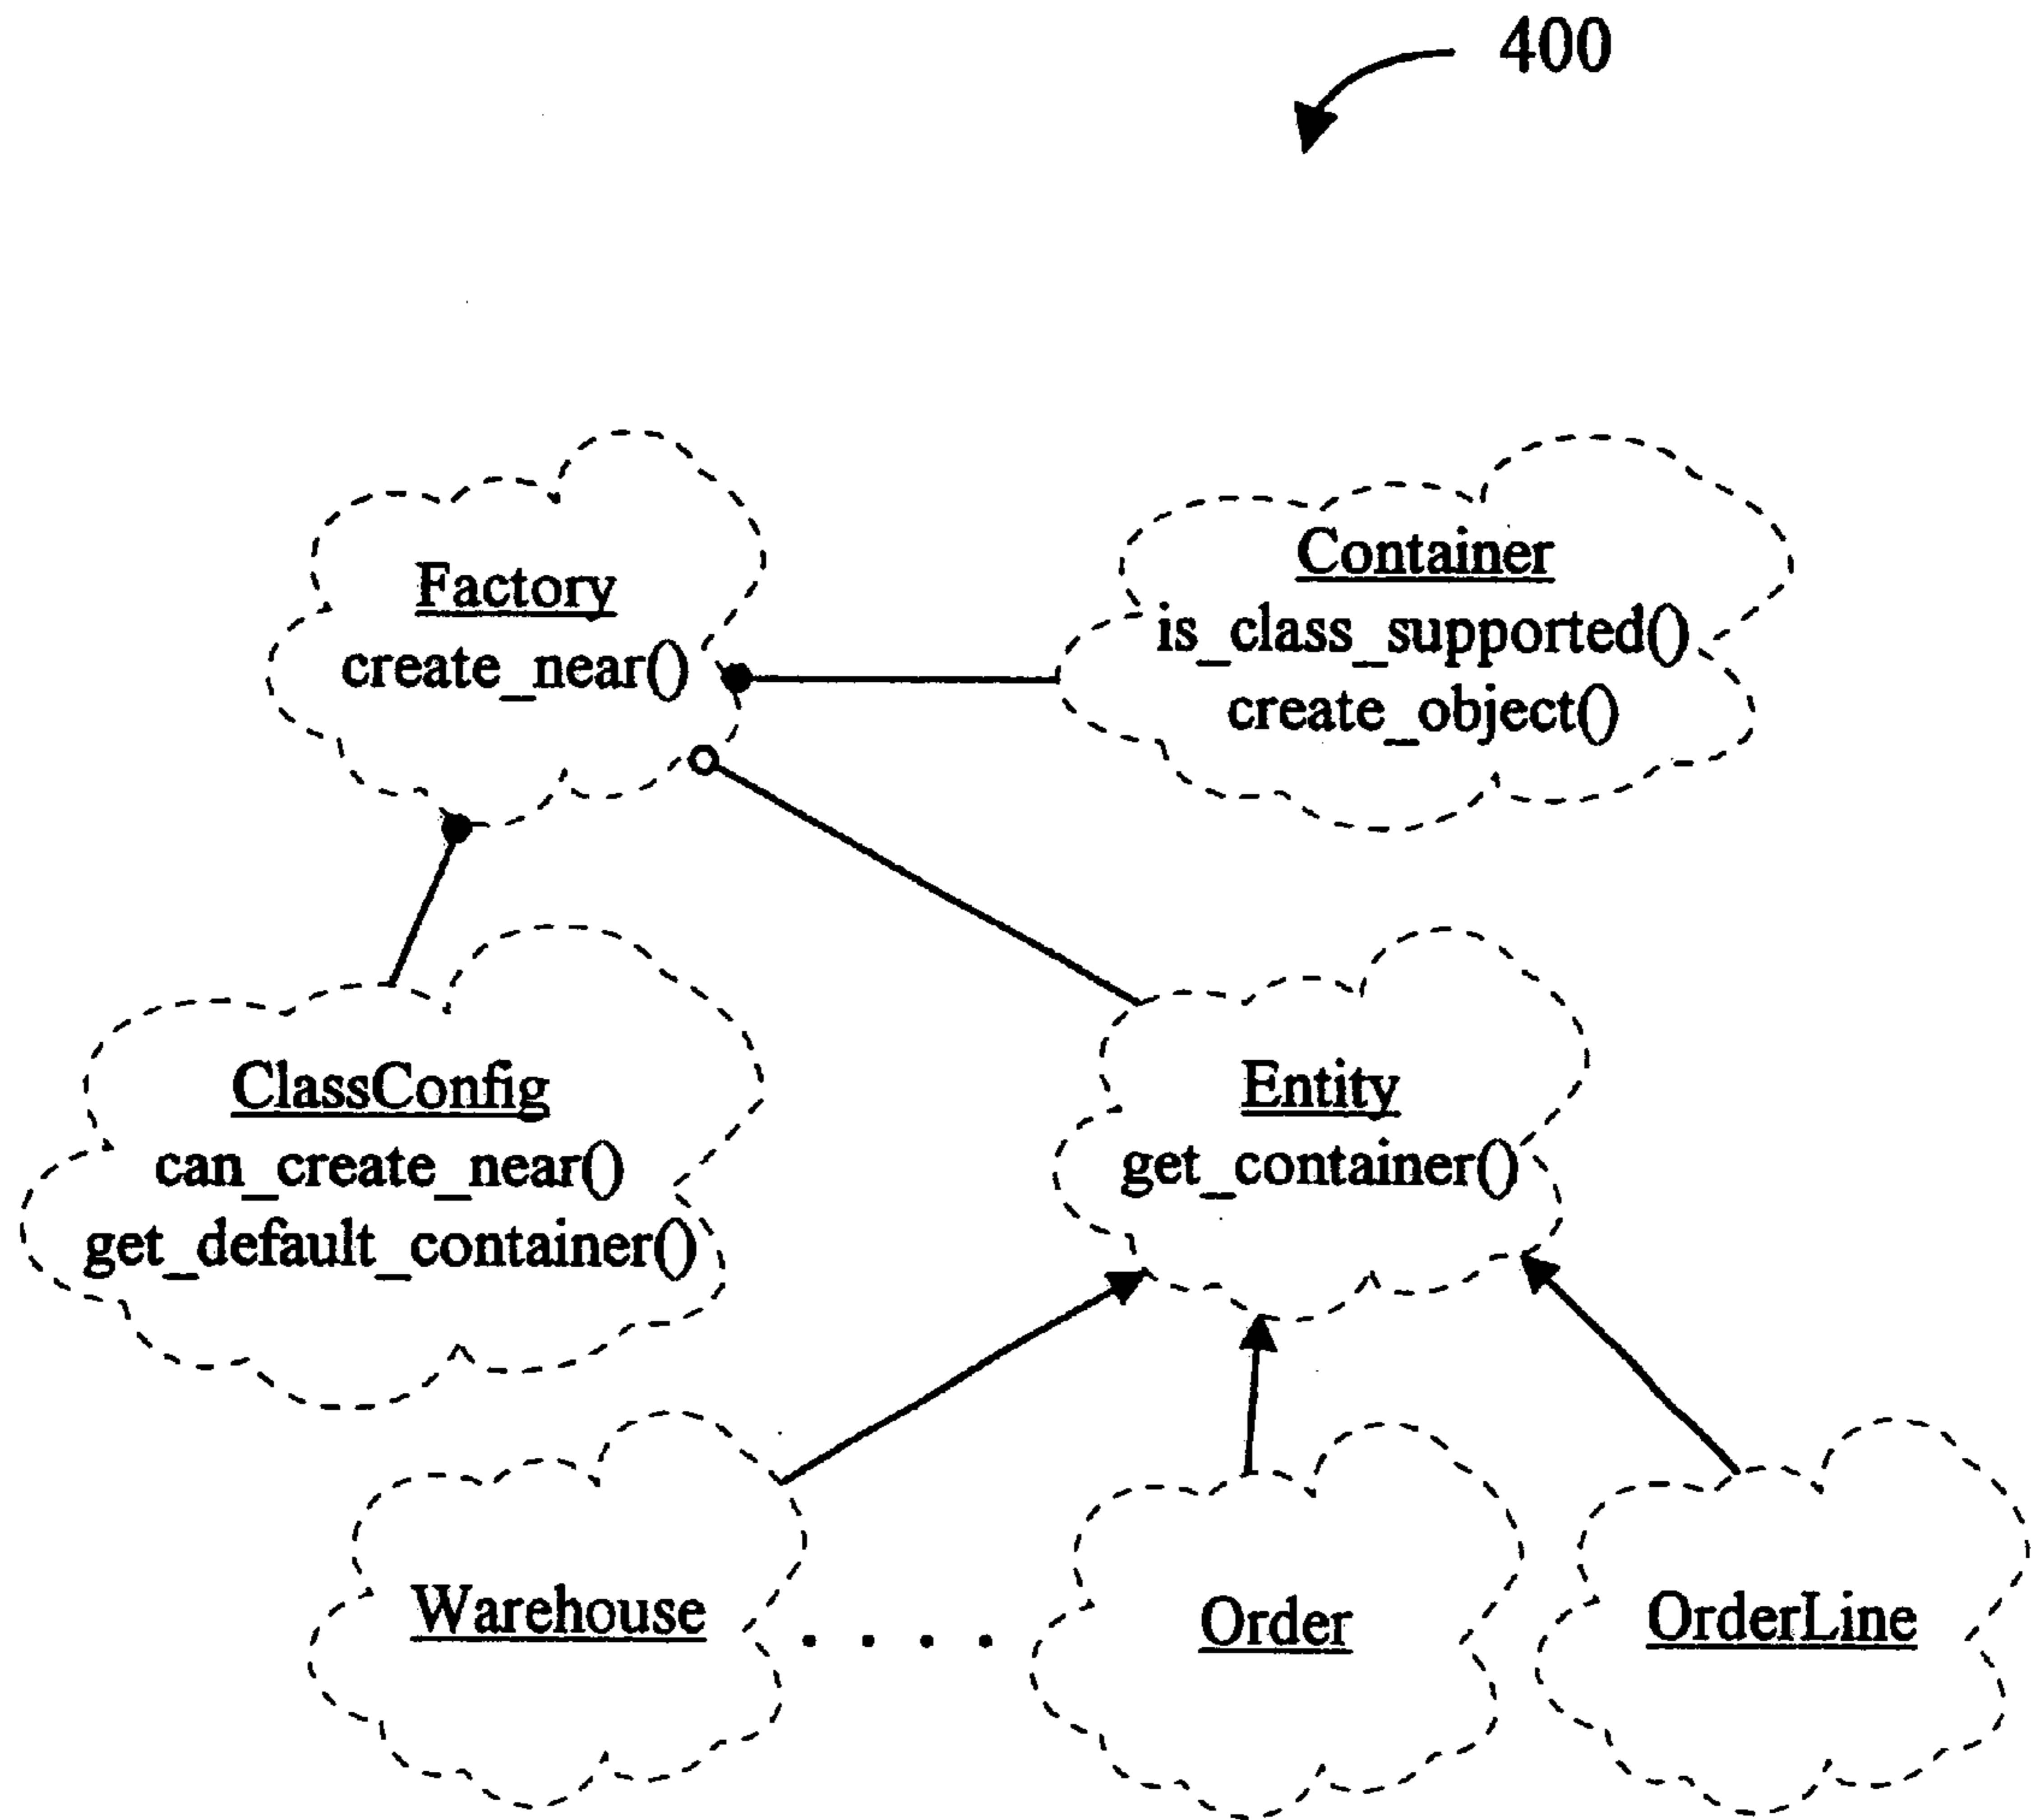 400
Factory
create_near()
Container
is_class_supported()
create_object()
ClassConfig
can_create_near()
get_default_container()
Entity
get_container()
Warehouse
Order
OrderLine